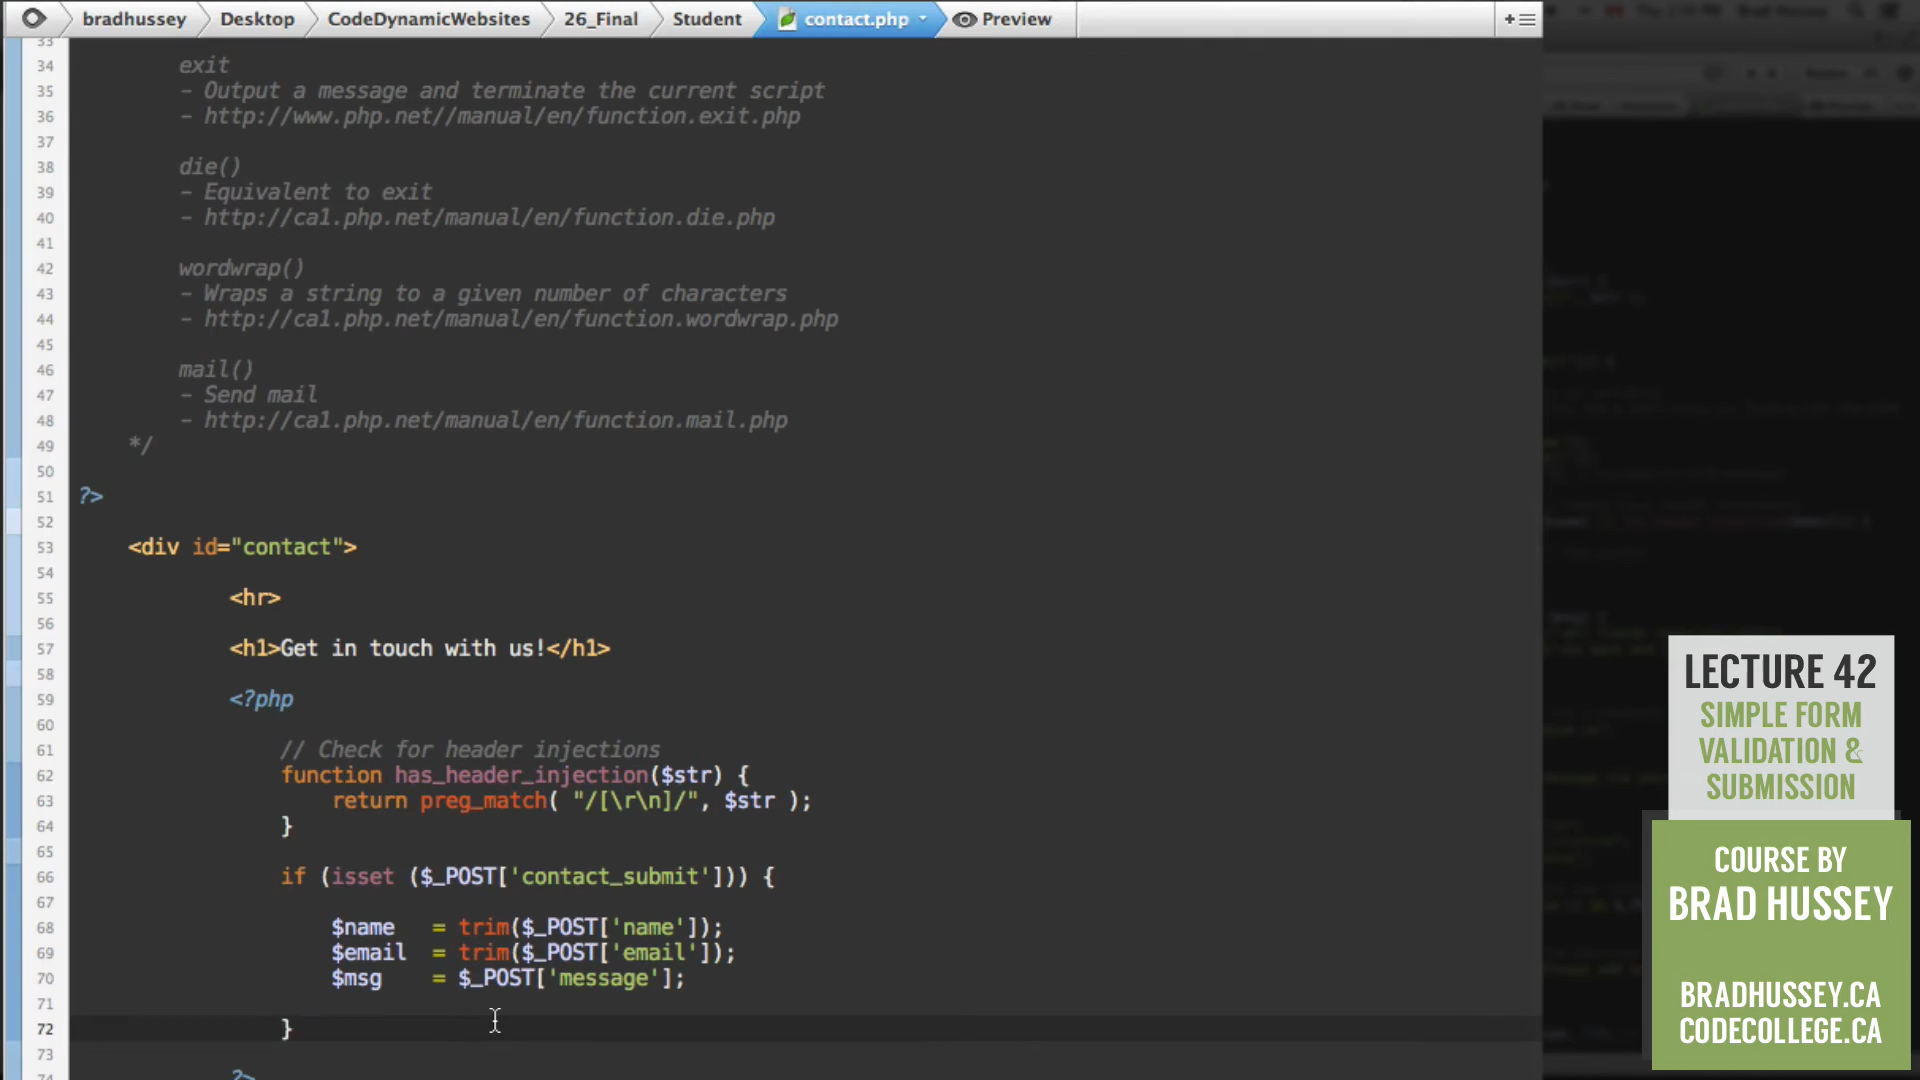 bradhussey Desktop CodeDynamicWebsites 26_Final Student contact.php Preview
33
34 exit
35 - Output a message and terminate the current script
36 - http://www.php.net//manual/en/function.exit.php
37
38 die()
39 - Equivalent to exit
40 - http://ca1.php.net/manual/en/function.die.php
41
42 wordwrap()
43 - Wraps a string to a given number of characters
44 - http://ca1.php.net/manual/en/function.wordwrap.php
45
46 mail()
47 - Send mail
48 - http://ca1.php.net/manual/en/function.mail.php
49 */
50
51 ?>
52
53 <div id="contact">
54
55 <hr>
56
57 <h1>Get in touch with us!</h1>
58
59 <?php
60
61 // Check for header injections
62 function has_header_injection($str) {
63 return preg_match( "/[\r\n]/", $str );
64 }
65
66 if (isset ($_POST['contact_submit'])) {
67
68 $name = trim($_POST['name']);
69 $email = trim($_POST['email']);
70 $msg = $_POST['message'];
71
72 }
73
74 ?>
LECTURE 42
SIMPLE FORM
VALIDATION &
SUBMISSION
COURSE BY
BRAD HUSSEY
BRADHUSSEY.CA
CODECOLLEGE.CA